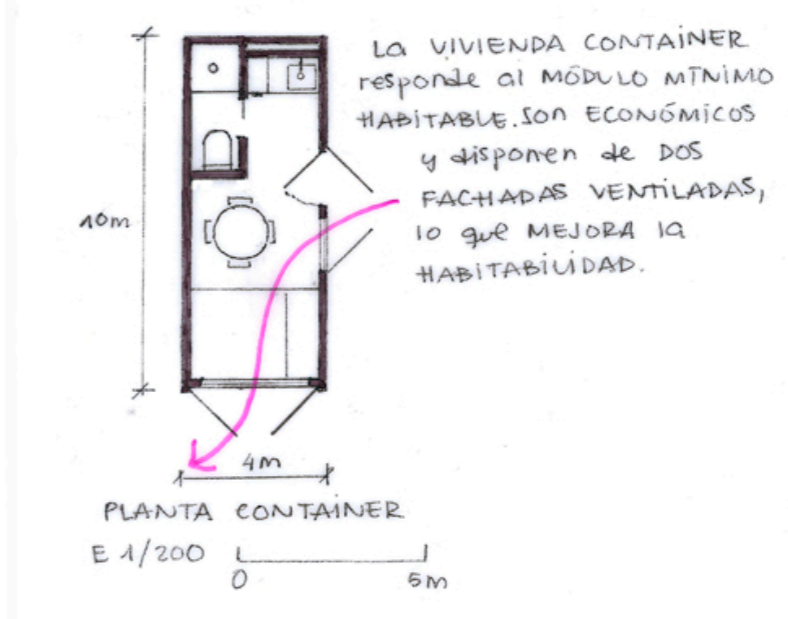 La VIVIENDA CONTAINER
responde al MÓDULO MÍNIMO
HABITABLE. Son ECONÓMICOS
y disponen de DOS
FACHADAS VENTILADAS,
lo que MEJORA la
HABITABILIDAD.
10m
4m
PLANTA CONTAINER
E 1/200
0 5m